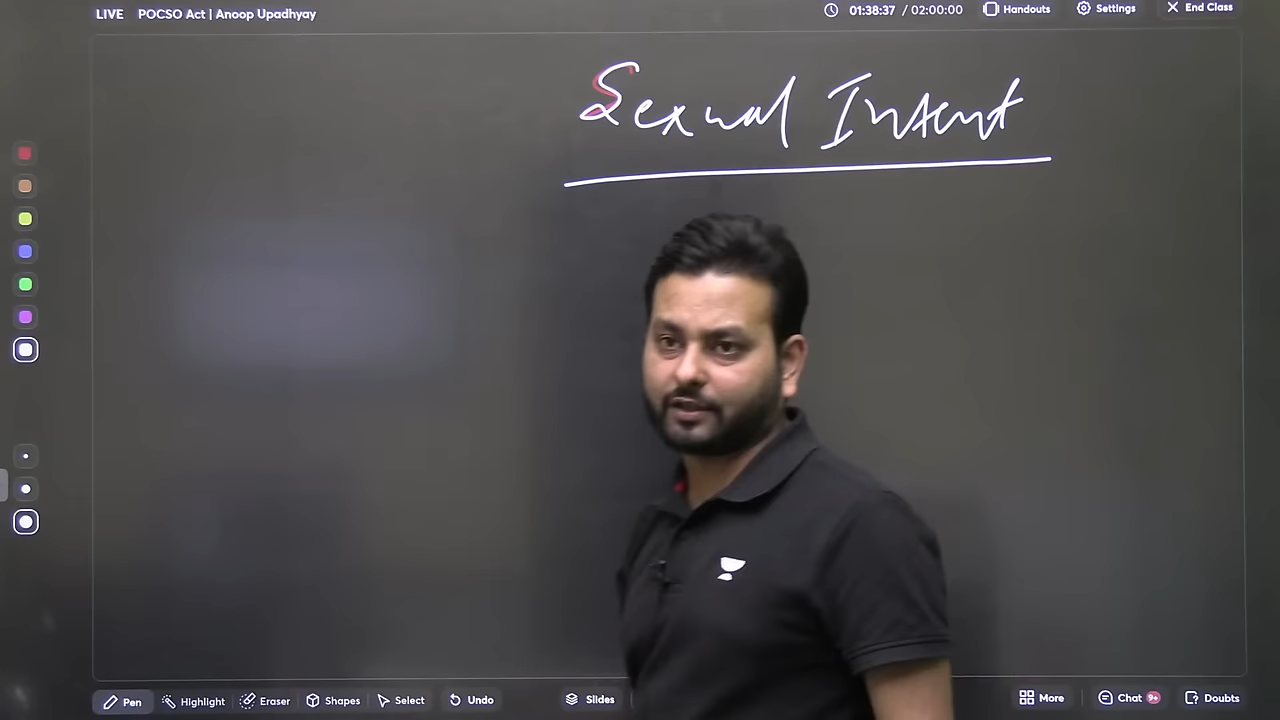 LIVE POCSO Act | Anoop Upadhyay 01:38:37 / 02:00:00 Handouts Settings End Class
Sexual Intent
Pen Highlight Eraser Shapes Select Undo Slides More Chat 9+ Doubts